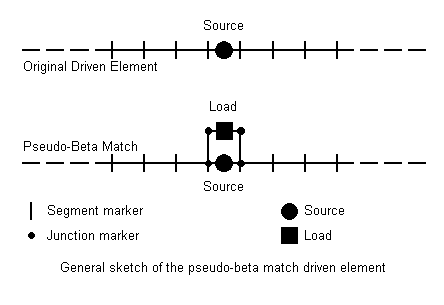 Source
Original Driven Element
Load
Pseudo-Beta Match
Source
Segment marker
Source
Junction marker
Load
General sketch of the pseudo-beta match driven element